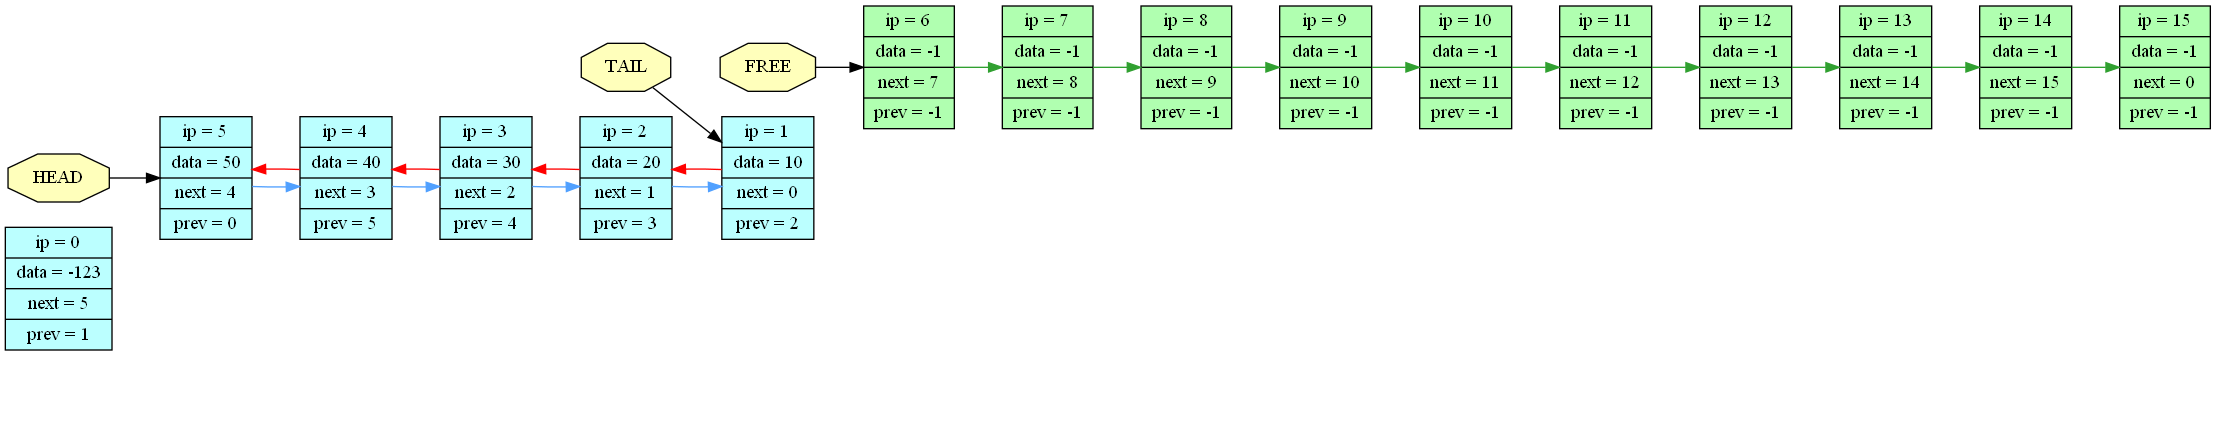 HEAD
ip = 0
data = -123
next = 5
prev = 1
ip = 5
data = 50
next = 4
prev = 0
ip = 4
data = 40
next = 3
prev = 5
ip = 3
data = 30
next = 2
prev = 4
TAIL
ip = 2
data = 20
next = 1
prev = 3
FREE
ip = 1
data = 10
next = 0
prev = 2
ip = 6
data = -1
next = 7
prev = -1
ip = 7
data = -1
next = 8
prev = -1
ip = 8
data = -1
next = 9
prev = -1
ip = 9
data = -1
next = 10
prev = -1
ip = 10
data = -1
next = 11
prev = -1
ip = 11
data = -1
next = 12
prev = -1
ip = 12
data = -1
next = 13
prev = -1
ip = 13
data = -1
next = 14
prev = -1
ip = 14
data = -1
next = 15
prev = -1
ip = 15
data = -1
next = 0
prev = -1